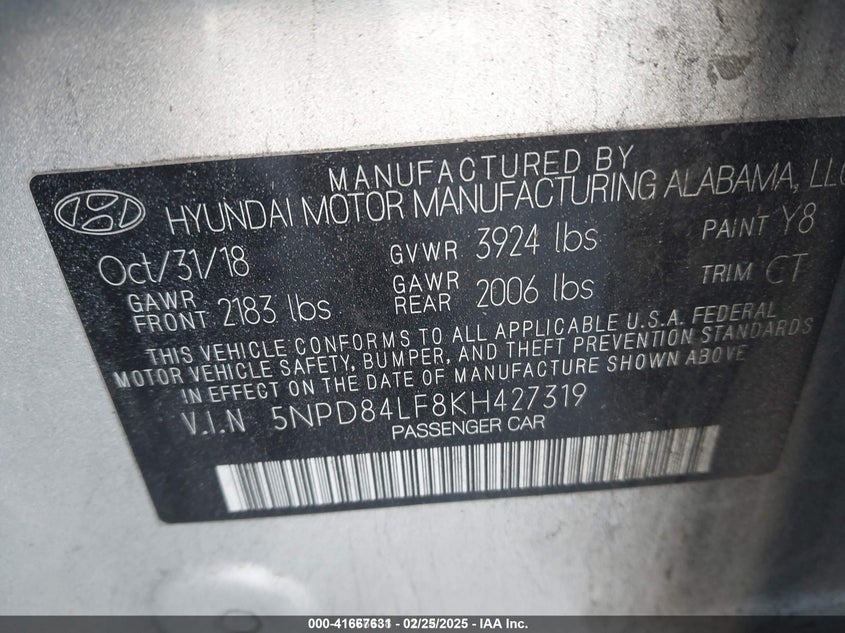 MANUFACTURED BY
HYUNDAI MOTOR MANUFACTURING ALABAMA, LLC
Oct/31/18 GVWR 3924 lbs PAINT Y8
GAWR FRONT 2183 lbs GAWR REAR 2006 lbs TRIM CT
THIS VEHICLE CONFORMS TO ALL APPLICABLE U.S.A. FEDERAL
MOTOR VEHICLE SAFETY, BUMPER, AND THEFT PREVENTION STANDARDS
IN EFFECT ON THE DATE OF MANUFACTURE SHOWN ABOVE
V.I.N 5NPD84LF8KH427319
PASSENGER CAR
000-41667631 - 02/25/2025 - IAA Inc.